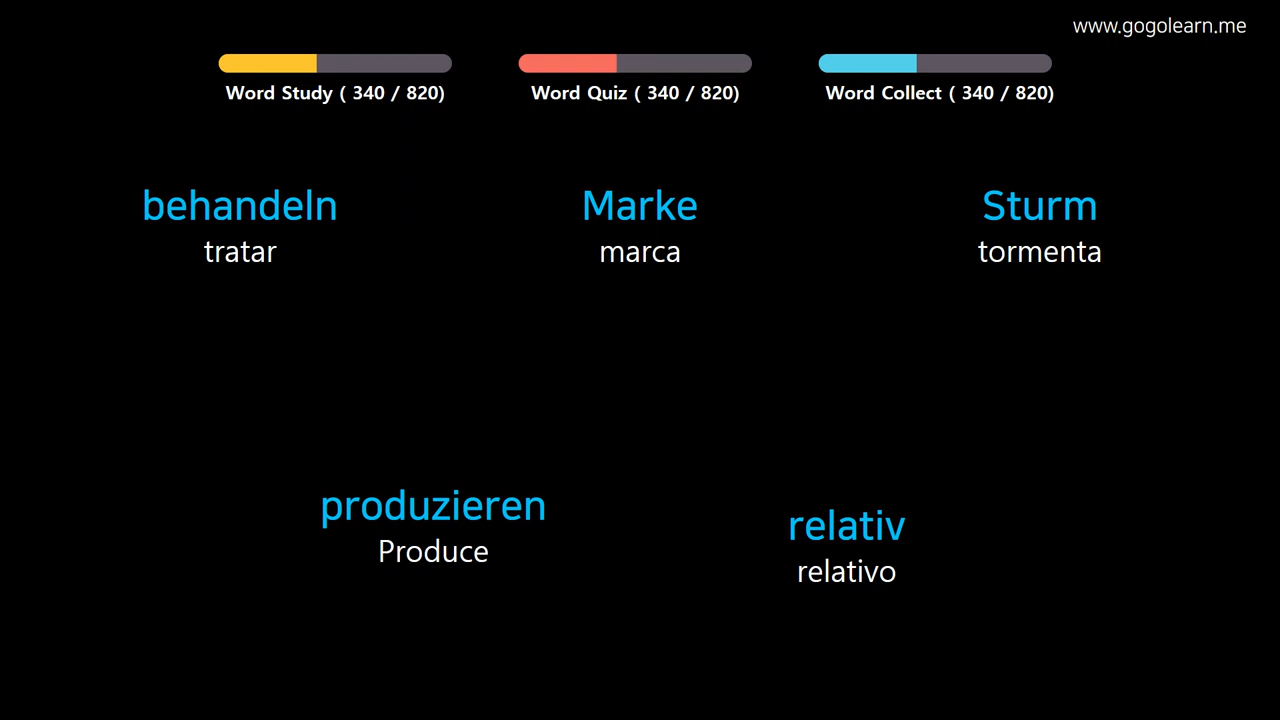 www.gogolearn.me
Word Study ( 340 / 820)
Word Quiz ( 340 / 820)
Word Collect ( 340 / 820)
behandeln
tratar
Marke
marca
Sturm
tormenta
produzieren
Produce
relativ
relativo